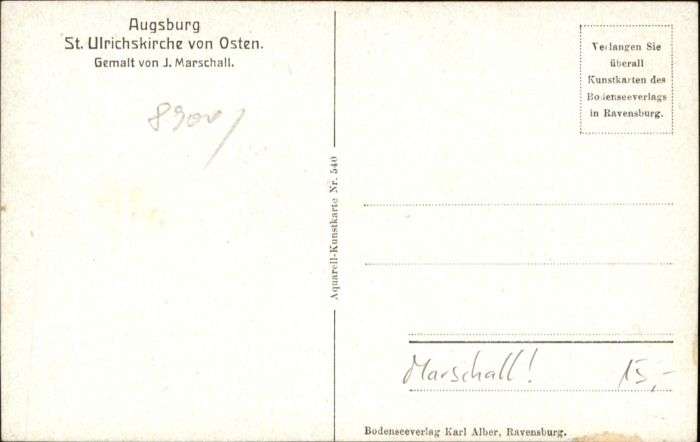 Augsburg
St. Ulrichskirche von Osten.
Gemalt von J. Marschall.
8900/
Aquarell-Kunstkarte Nr. 540
Verlangen Sie
überall
Kunstkarten des
Bodenseeverlags
in Ravensburg.
Marschall! 15,-
Bodenseeverlag Karl Alber, Ravensburg.